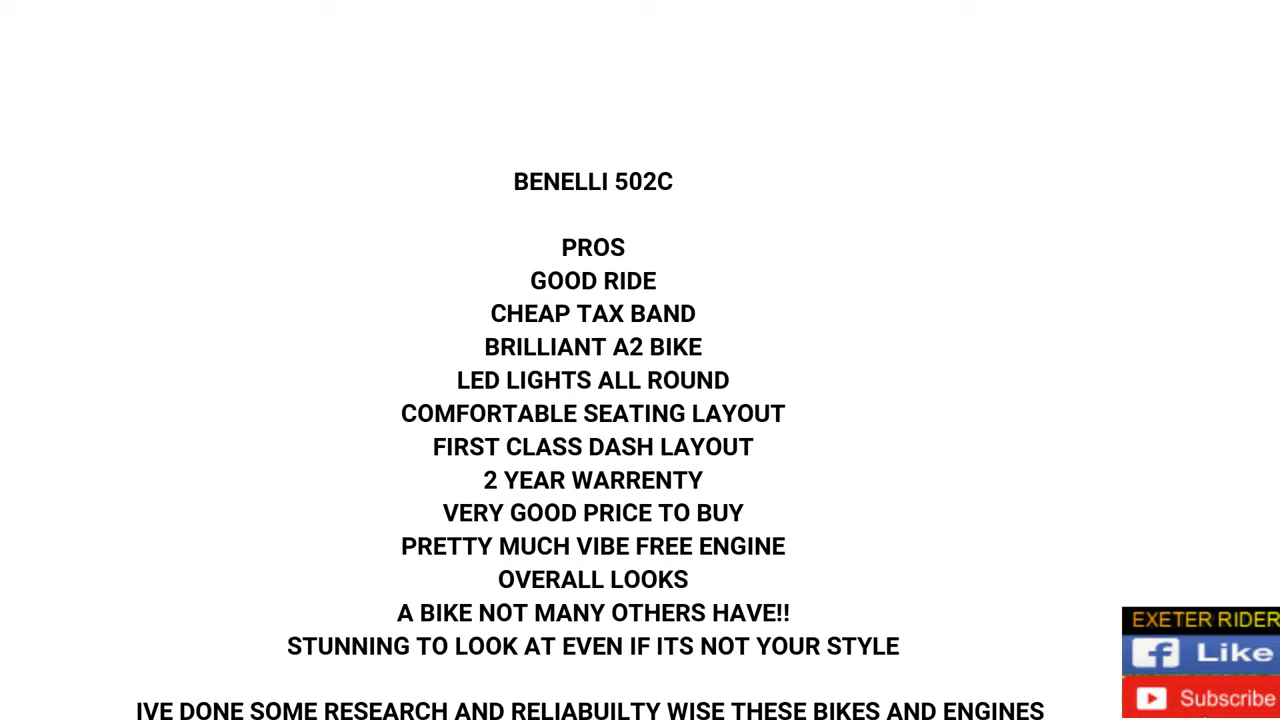 BENELLI 502C
PROS
GOOD RIDE
CHEAP TAX BAND
BRILLIANT A2 BIKE
LED LIGHTS ALL ROUND
COMFORTABLE SEATING LAYOUT
FIRST CLASS DASH LAYOUT
2 YEAR WARRENTY
VERY GOOD PRICE TO BUY
PRETTY MUCH VIBE FREE ENGINE
OVERALL LOOKS
A BIKE NOT MANY OTHERS HAVE!!
STUNNING TO LOOK AT EVEN IF ITS NOT YOUR STYLE
IVE DONE SOME RESEARCH AND RELIABUILTY WISE THESE BIKES AND ENGINES
EXETER RIDER
f Like
Subscribe